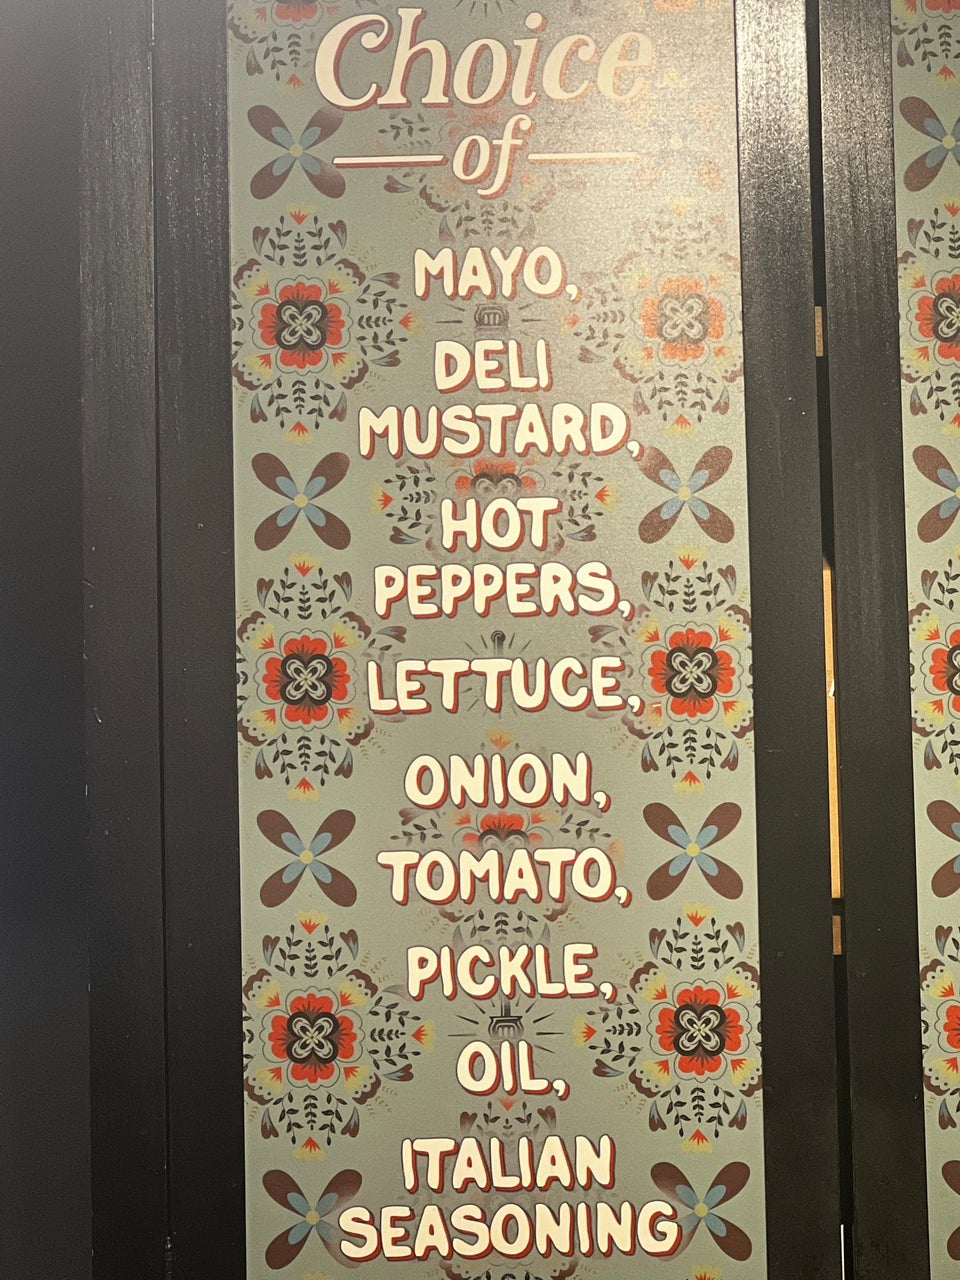 Choice
of
MAYO,
DELI
MUSTARD,
HOT
PEPPERS,
LETTUCE,
ONION,
TOMATO,
PICKLE,
OIL,
ITALIAN
SEASONING